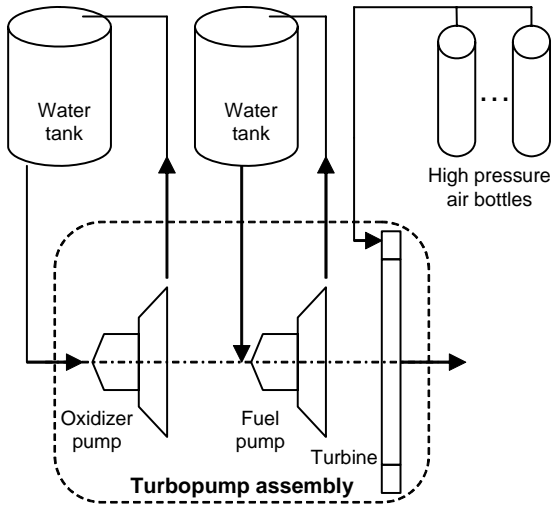 Water
tank
Water
tank
...
High pressure
air bottles
Oxidizer
pump
Fuel
pump
Turbine
Turbopump assembly